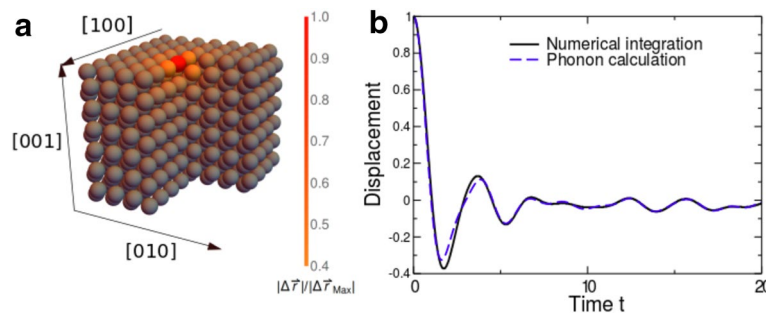 a
[100]
[001]
[010]
1.0
0.9
0.8
0.7
0.6
0.5
0.4
|Δr⃗|/|Δr⃗Max|
b
Numerical integration
Phonon calculation
Displacement
1
0.8
0.6
0.4
0.2
0
-0.2
-0.4
0 10 20
Time t